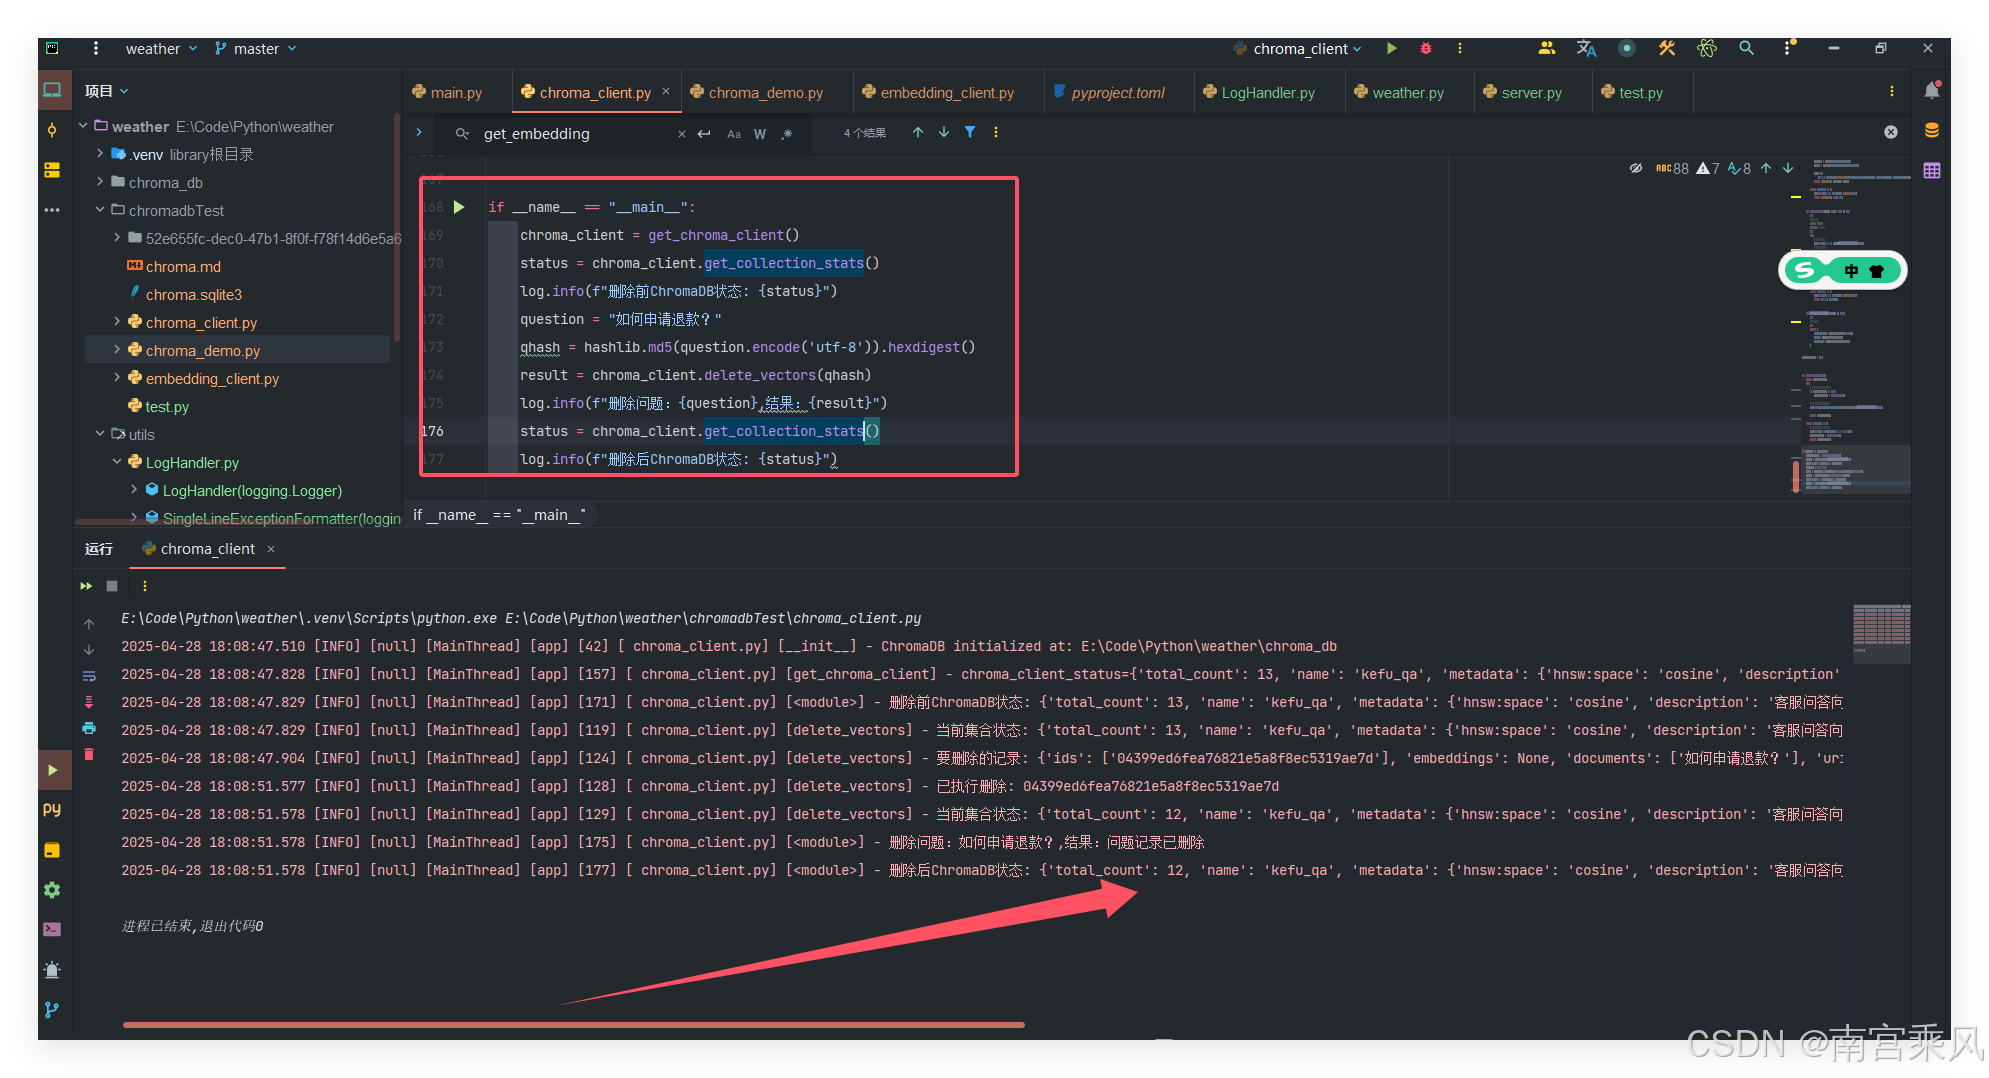 weather
master
chroma_client
项目
main.py
chroma_client.py
chroma_demo.py
embedding_client.py
pyproject.toml
LogHandler.py
weather.py
server.py
test.py
get_embedding
Aa W .*
4 个结果
weather E:\Code\Python\weather
.venv library根目录
chroma_db
chromadbTest
52e655fc-dec0-47b1-8f0f-f78f14d6e5a6
chroma.md
chroma.sqlite3
chroma_client.py
chroma_demo.py
embedding_client.py
test.py
utils
LogHandler.py
LogHandler(logging.Logger)
SingleLineExceptionFormatter(loggin
ABC 88 7 8
167
168 if __name__ == "__main__":
169 chroma_client = get_chroma_client()
170 status = chroma_client.get_collection_stats()
171 log.info(f"删除前ChromaDB状态: {status}")
172 question = "如何申请退款？"
173 qhash = hashlib.md5(question.encode('utf-8')).hexdigest()
174 result = chroma_client.delete_vectors(qhash)
175 log.info(f"删除问题：{question},结果：{result}")
176 status = chroma_client.get_collection_stats()
177 log.info(f"删除后ChromaDB状态: {status}")
中
if __name__ == "__main__"
运行
chroma_client
E:\Code\Python\weather\.venv\Scripts\python.exe E:\Code\Python\weather\chromadbTest\chroma_client.py
2025-04-28 18:08:47.510 [INFO] [null] [MainThread] [app] [42] [ chroma_client.py] [__init__] - ChromaDB initialized at: E:\Code\Python\weather\chroma_db
2025-04-28 18:08:47.828 [INFO] [null] [MainThread] [app] [157] [ chroma_client.py] [get_chroma_client] - chroma_client_status={'total_count': 13, 'name': 'kefu_qa', 'metadata': {'hnsw:space': 'cosine', 'description'
2025-04-28 18:08:47.829 [INFO] [null] [MainThread] [app] [171] [ chroma_client.py] [<module>] - 删除前ChromaDB状态: {'total_count': 13, 'name': 'kefu_qa', 'metadata': {'hnsw:space': 'cosine', 'description': '客服问答向
2025-04-28 18:08:47.829 [INFO] [null] [MainThread] [app] [119] [ chroma_client.py] [delete_vectors] - 当前集合状态: {'total_count': 13, 'name': 'kefu_qa', 'metadata': {'hnsw:space': 'cosine', 'description': '客服问答向
2025-04-28 18:08:47.904 [INFO] [null] [MainThread] [app] [124] [ chroma_client.py] [delete_vectors] - 要删除的记录: {'ids': ['04399ed6fea76821e5a8f8ec5319ae7d'], 'embeddings': None, 'documents': ['如何申请退款？'], 'uri
2025-04-28 18:08:51.577 [INFO] [null] [MainThread] [app] [128] [ chroma_client.py] [delete_vectors] - 已执行删除: 04399ed6fea76821e5a8f8ec5319ae7d
2025-04-28 18:08:51.578 [INFO] [null] [MainThread] [app] [129] [ chroma_client.py] [delete_vectors] - 当前集合状态: {'total_count': 12, 'name': 'kefu_qa', 'metadata': {'hnsw:space': 'cosine', 'description': '客服问答向
2025-04-28 18:08:51.578 [INFO] [null] [MainThread] [app] [175] [ chroma_client.py] [<module>] - 删除问题：如何申请退款？,结果：问题记录已删除
2025-04-28 18:08:51.578 [INFO] [null] [MainThread] [app] [177] [ chroma_client.py] [<module>] - 删除后ChromaDB状态: {'total_count': 12, 'name': 'kefu_qa', 'metadata': {'hnsw:space': 'cosine', 'description': '客服问答向
进程已结束,退出代码0
CSDN @南宫乘风